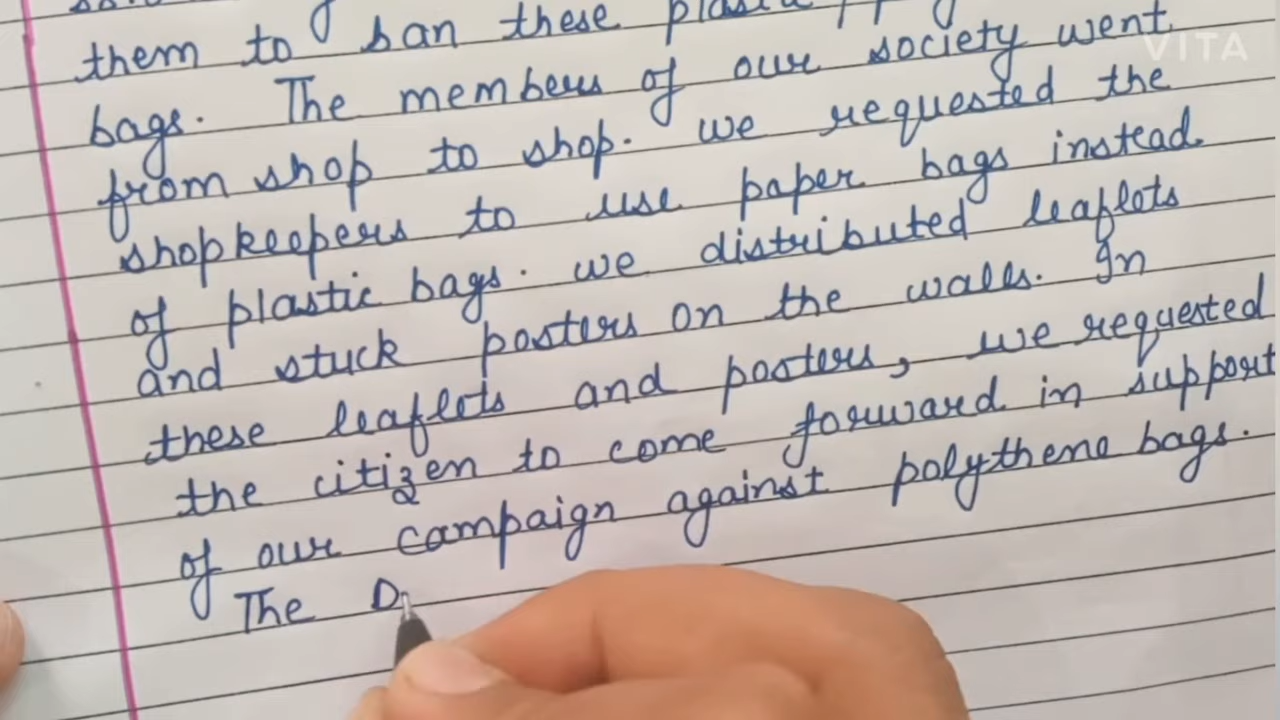 them to ban these
bags. The members of our society went
from shop to shop. we requested the
shopkeepers to use paper bags instead
of plastic bags. we distributed leaflets
and stuck posters on the walls. In
these leaflets and posters, we requested
the citizen to come forward in support
of our campaign against polythene bags.
The D
VITA